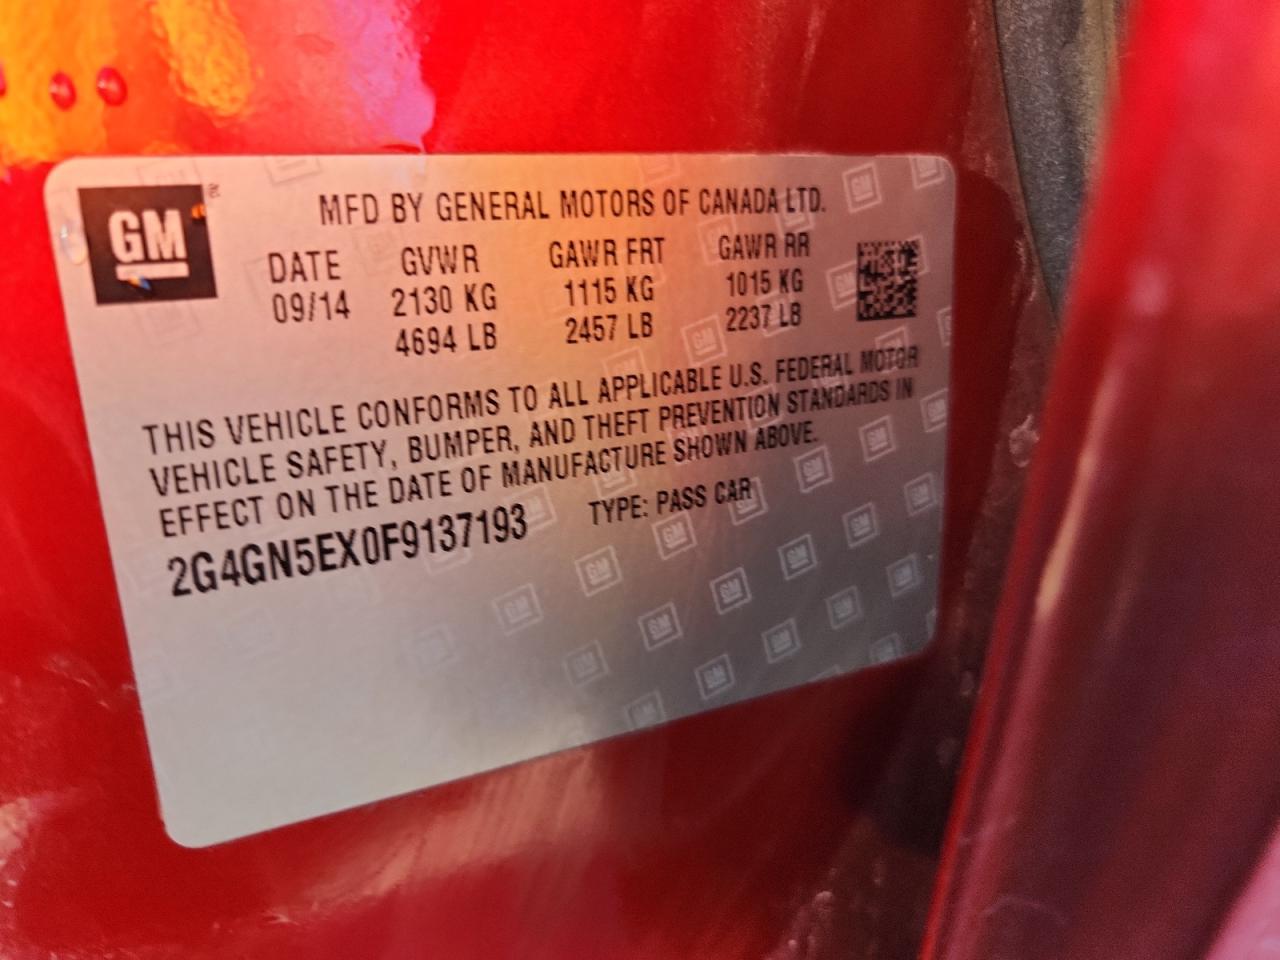 GM
MFD BY GENERAL MOTORS OF CANADA LTD.
DATE GVWR GAWR FRT GAWR RR
09/14 2130 KG 1115 KG 1015 KG
4694 LB 2457 LB 2237 LB
THIS VEHICLE CONFORMS TO ALL APPLICABLE U.S. FEDERAL MOTOR
VEHICLE SAFETY, BUMPER, AND THEFT PREVENTION STANDARDS IN
EFFECT ON THE DATE OF MANUFACTURE SHOWN ABOVE.
2G4GN5EX0F9137193 TYPE: PASS CAR